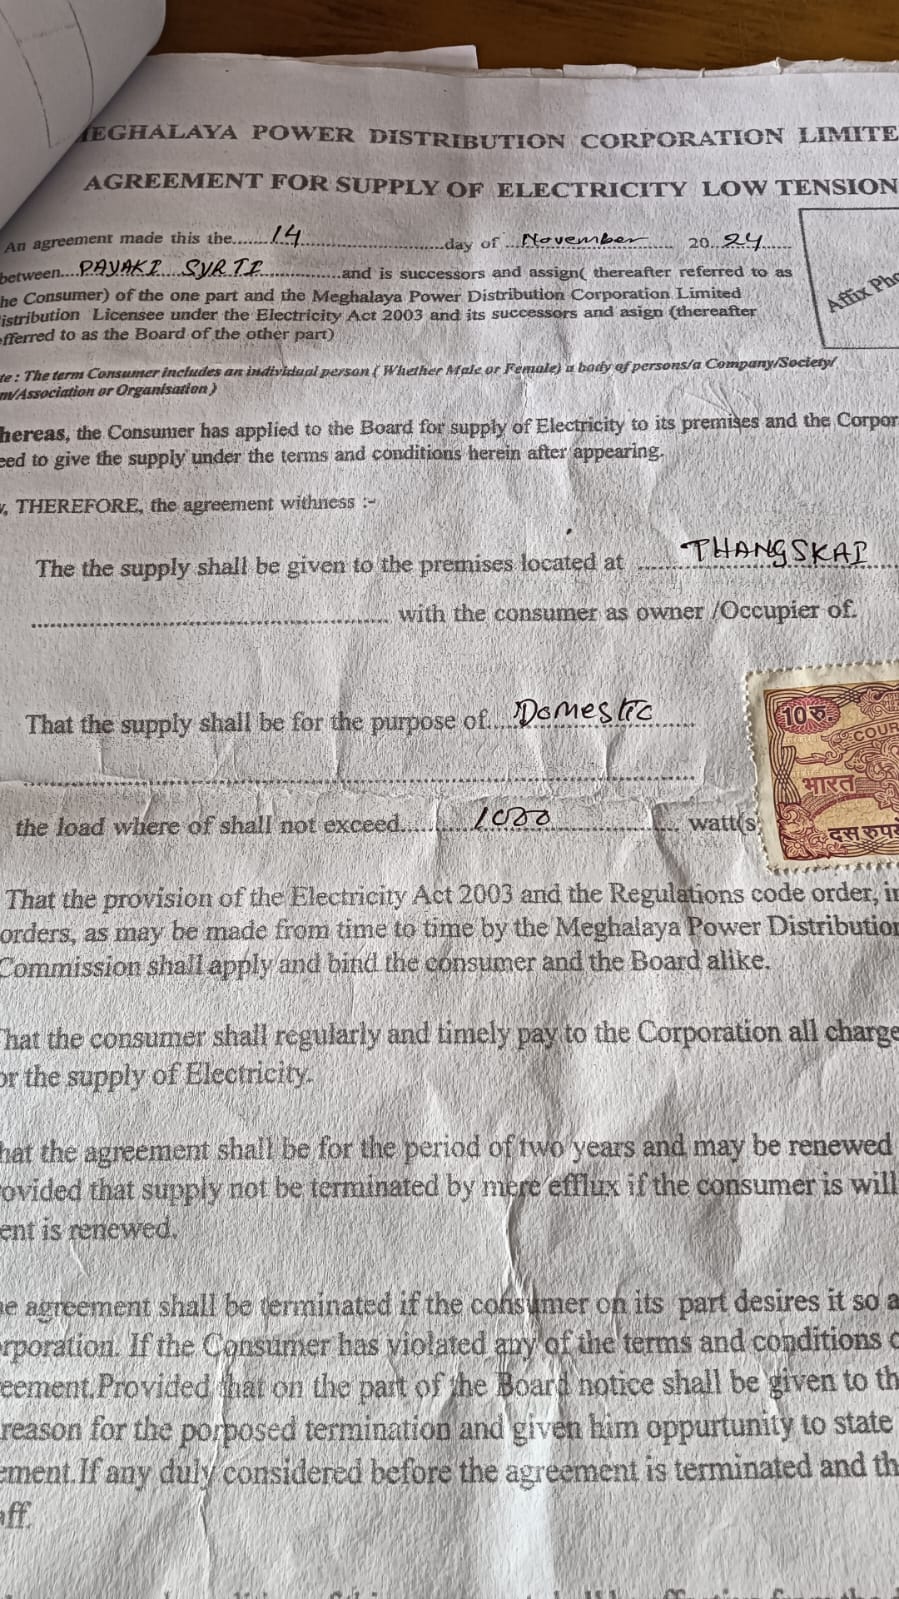 MEGHALAYA POWER DISTRIBUTION CORPORATION LIMITE
AGREEMENT FOR SUPPLY OF ELECTRICITY LOW TENSION
An agreement made this the.......14...............................day of ...November.......... 20..24......
between...PAYAKI SYRTI...............and is successors and assign( thereafter referred to as
he Consumer) of the one part and the Meghalaya Power Distribution Corporation Limited
istribution Licensee under the Electricity Act 2003 and its successors and asign (thereafter
efferred to as the Board of the other part)
Affix Pho
te : The term Consumer includes an individual person ( Whether Male or Female) a body of persons/a Company/Society/
m/Association or Organisation )
hereas, the Consumer has applied to the Board for supply of Electricity to its premises and the Corpor
eed to give the supply under the terms and conditions herein after appearing.
, THEREFORE, the agreement withness :-
The the supply shall be given to the premises located at ........THANGSKAI....
.................................................. with the consumer as owner /Occupier of.
That the supply shall be for the purpose of....Domestic......
10रु.
COUR
भारत
दस रुपये
the load where of shall not exceed..........1000.................... watt(s)
That the provision of the Electricity Act 2003 and the Regulations code order, in
orders, as may be made from time to time by the Meghalaya Power Distribution
Commission shall apply and bind the consumer and the Board alike.
That the consumer shall regularly and timely pay to the Corporation all charge
or the supply of Electricity.
hat the agreement shall be for the period of two years and may be renewed
rovided that supply not be terminated by mere efflux if the consumer is will
ent is renewed.
he agreement shall be terminated if the consumer on its part desires it so a
orporation. If the Consumer has violated any of the terms and conditions o
eement.Provided that on the part of the Board notice shall be given to th
reason for the porposed termination and given him oppurtunity to state
ement.If any duly considered before the agreement is terminated and th
aff.